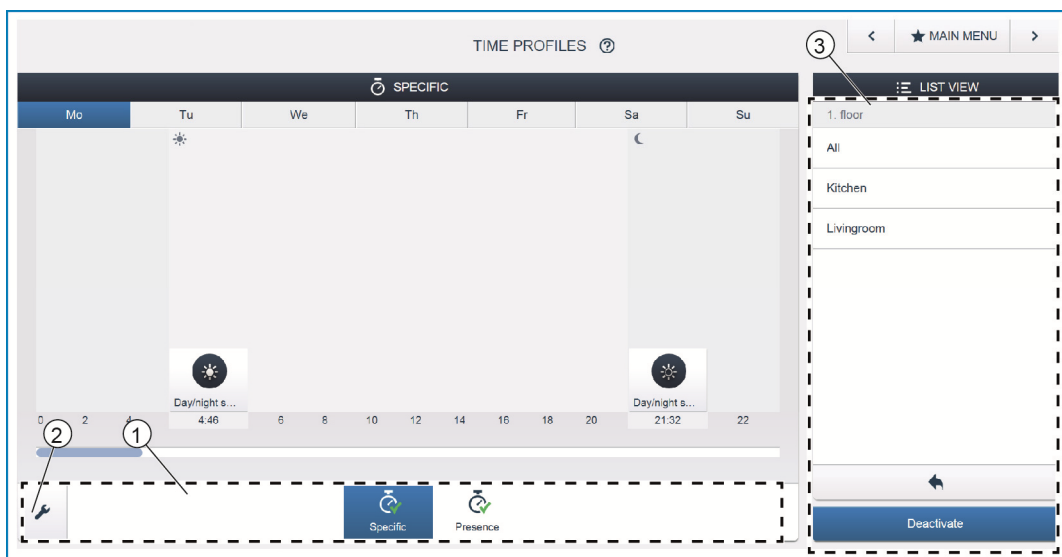 TIME PROFILES ?
3
< ★ MAIN MENU >
SPECIFIC
LIST VIEW
Mo Tu We Th Fr Sa Su
1. floor
All
Kitchen
Livingroom
Day/night s... Day/night s...
0 2 4 4:46 6 8 10 12 14 16 18 20 21:32 22
2 1
Specific Presence
Deactivate